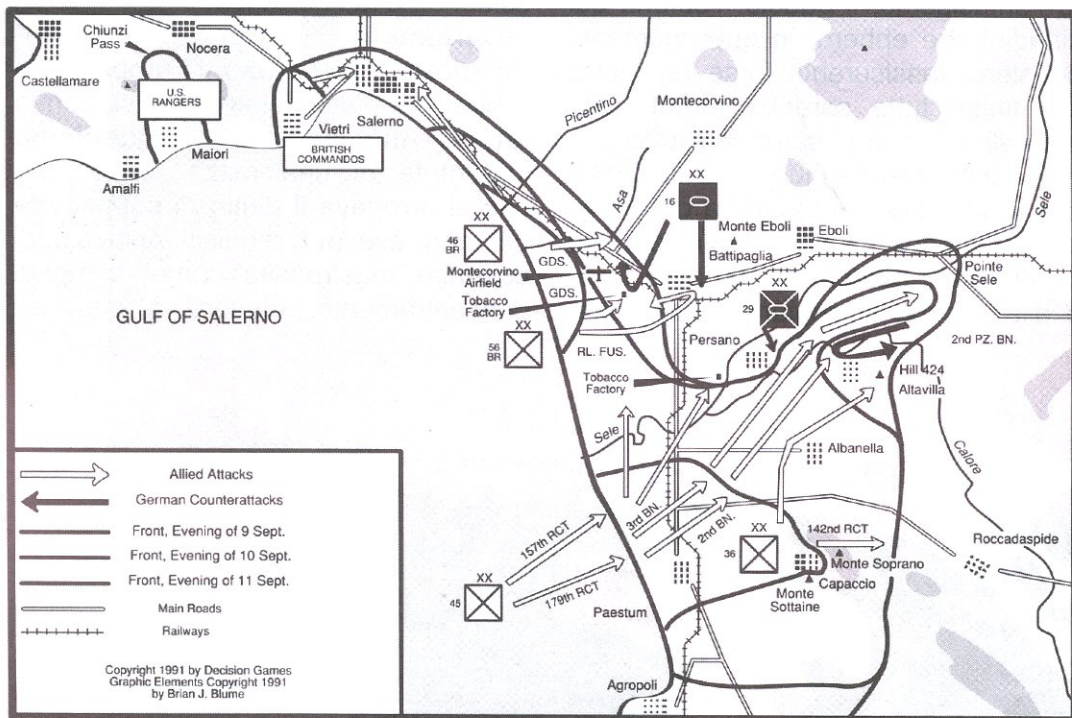 Chiunzi
Pass
Nocera
Castellamare
U.S.
RANGERS
Maiori
Amalfi
Vietri
BRITISH
COMMANDOS
Salerno
Picentino
Montecorvino
Asa
XX
16
XX
46
BR
GDS.
Montecorvino
Airfield
GDS.
Tobacco
Factory
XX
56
BR
RL. FUS.
GULF OF SALERNO
Monte Eboli
Battipaglia
Eboli
Sele
Pointe
Sele
XX
29
Persano
2nd PZ. BN.
Tobacco
Factory
Hill 424
Altavilla
Sele
Albanella
Calore
3rd BN.
2nd BN.
157th RCT
179th RCT
XX
45
XX
36
142nd RCT
Monte Soprano
Capaccio
Monte
Sottaine
Roccadaspide
Paestum
Agropoli
Allied Attacks
German Counterattacks
Front, Evening of 9 Sept.
Front, Evening of 10 Sept.
Front, Evening of 11 Sept.
Main Roads
Railways
Copyright 1991 by Decision Games
Graphic Elements Copyright 1991
by Brian J. Blume